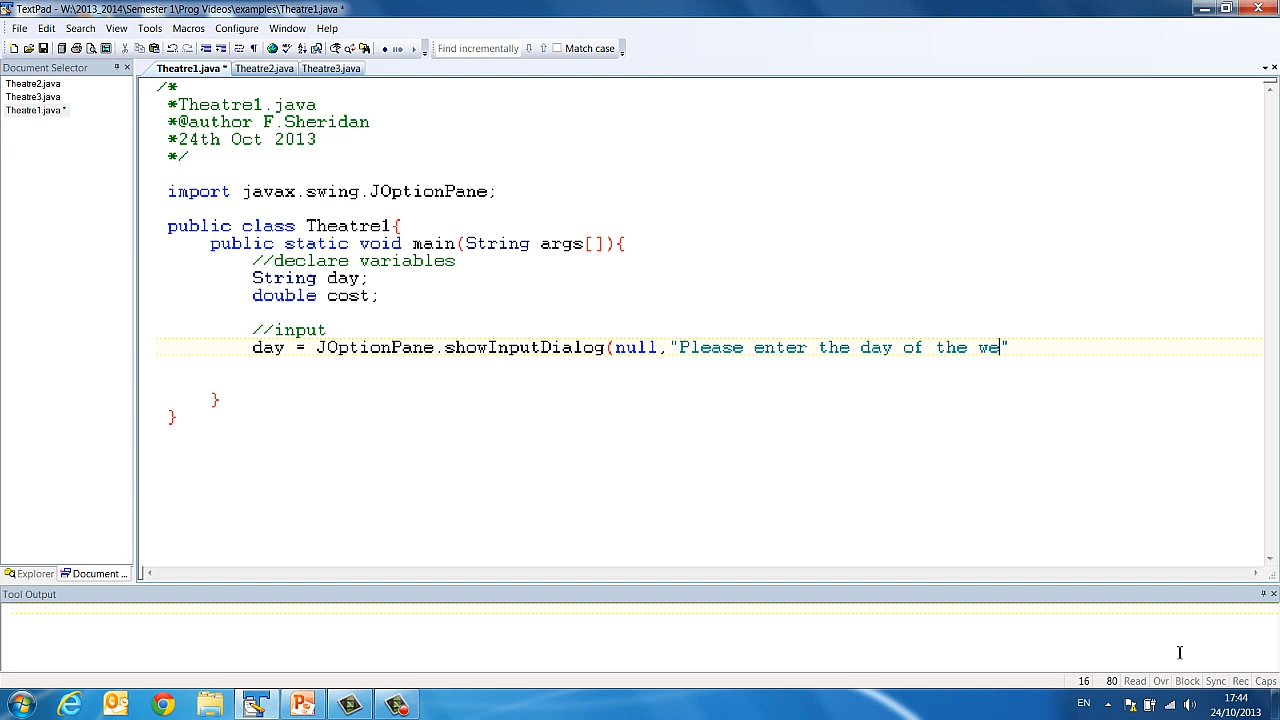 TextPad - W:\2013_2014\Semester 1\Prog Videos\examples\Theatre1.java *
File Edit Search View Tools Macros Configure Window Help
Find incrementally Match case
Document Selector
Theatre1.java * Theatre2.java Theatre3.java
Theatre2.java
Theatre3.java
Theatre1.java *
/*
*Theatre1.java
*@author F.Sheridan
*24th Oct 2013
*/
import javax.swing.JOptionPane;
public class Theatre1{
public static void main(String args[]){
//declare variables
String day;
double cost;
//input
day = JOptionPane.showInputDialog(null,"Please enter the day of the we"
}
}
Explorer Document ...
Tool Output
16 80 Read Ovr Block Sync Rec Caps
EN
17:44
24/10/2013